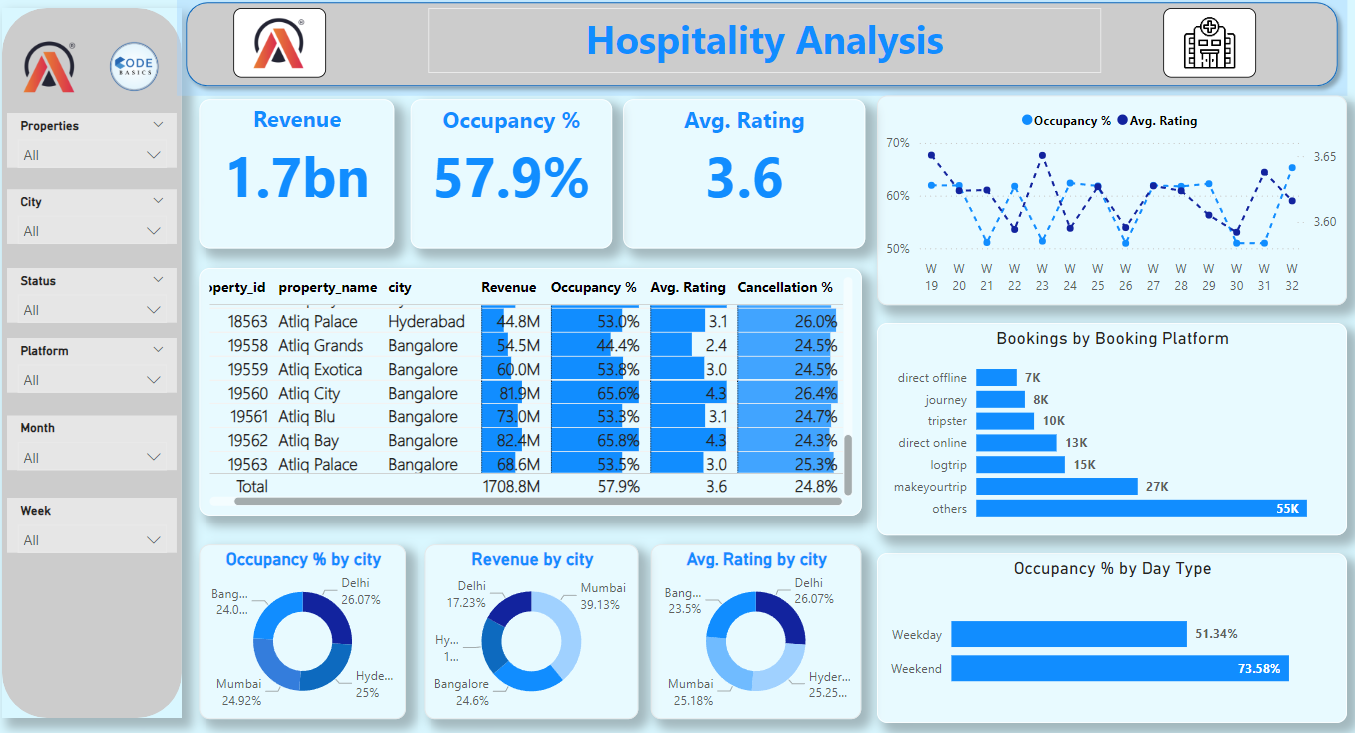 Hospitality Analysis
CODE
BASICS
Properties
All
City
All
Status
All
Platform
All
Month
All
Week
All
Revenue
1.7bn
Occupancy %
57.9%
Avg. Rating
3.6
Occupancy % Avg. Rating
70%
60%
50%
3.65
3.60
W W W W W W W W W W W W W W
19 20 21 22 23 24 25 26 27 28 29 30 31 32
operty_id property_name city Revenue Occupancy % Avg. Rating Cancellation %
18563 Atliq Palace Hyderabad 44.8M 53.0% 3.1 26.0%
19558 Atliq Grands Bangalore 54.5M 44.4% 2.4 24.5%
19559 Atliq Exotica Bangalore 60.0M 53.8% 3.0 24.5%
19560 Atliq City Bangalore 81.9M 65.6% 4.3 26.4%
19561 Atliq Blu Bangalore 73.0M 53.3% 3.1 24.7%
19562 Atliq Bay Bangalore 82.4M 65.8% 4.3 24.3%
19563 Atliq Palace Bangalore 68.6M 53.5% 3.0 25.3%
Total 1708.8M 57.9% 3.6 24.8%
Bookings by Booking Platform
direct offline 7K
journey 8K
tripster 10K
direct online 13K
logtrip 15K
makeyourtrip 27K
others 55K
Occupancy % by city
Delhi
26.07%
Bang...
24.0...
Hyde...
25%
Mumbai
24.92%
Revenue by city
Delhi
17.23%
Mumbai
39.13%
Hy...
1...
Bangalore
24.6%
Avg. Rating by city
Delhi
26.07%
Bang...
23.5%
Hyder...
25.25...
Mumbai
25.18%
Occupancy % by Day Type
Weekday 51.34%
Weekend 73.58%